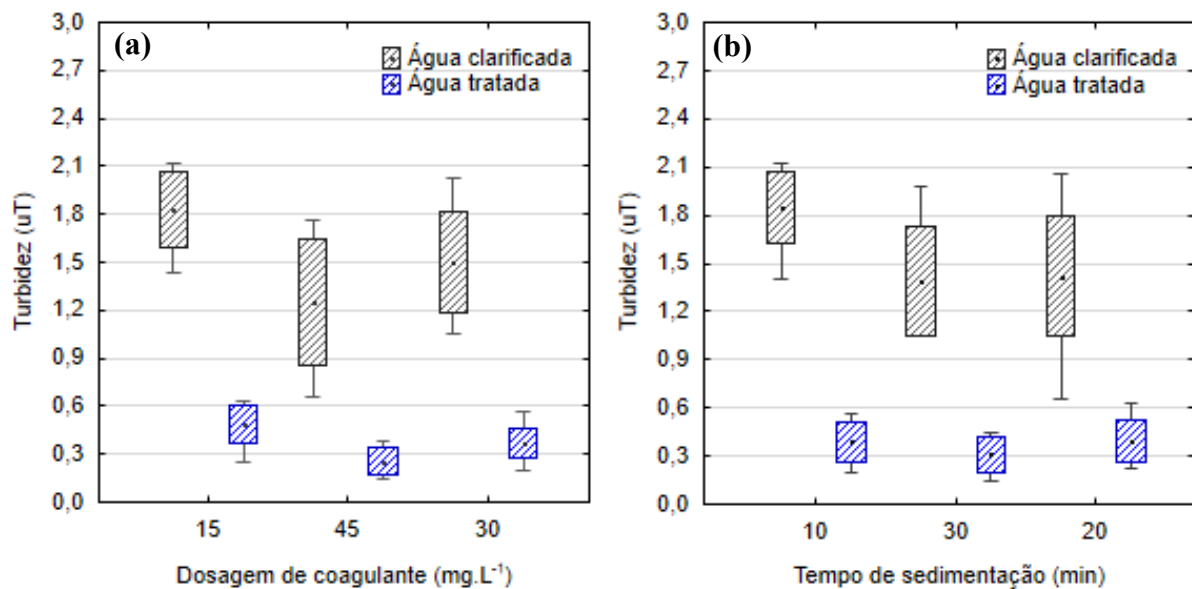 (a)
Água clarificada
Água tratada
3,0
2,7
2,4
2,1
1,8
1,5
1,2
0,9
0,6
0,3
0,0
Turbidez (uT)
15 45 30
Dosagem de coagulante (mg.L⁻¹)
(b)
Água clarificada
Água tratada
3,0
2,7
2,4
2,1
1,8
1,5
1,2
0,9
0,6
0,3
0,0
Turbidez (uT)
10 30 20
Tempo de sedimentação (min)